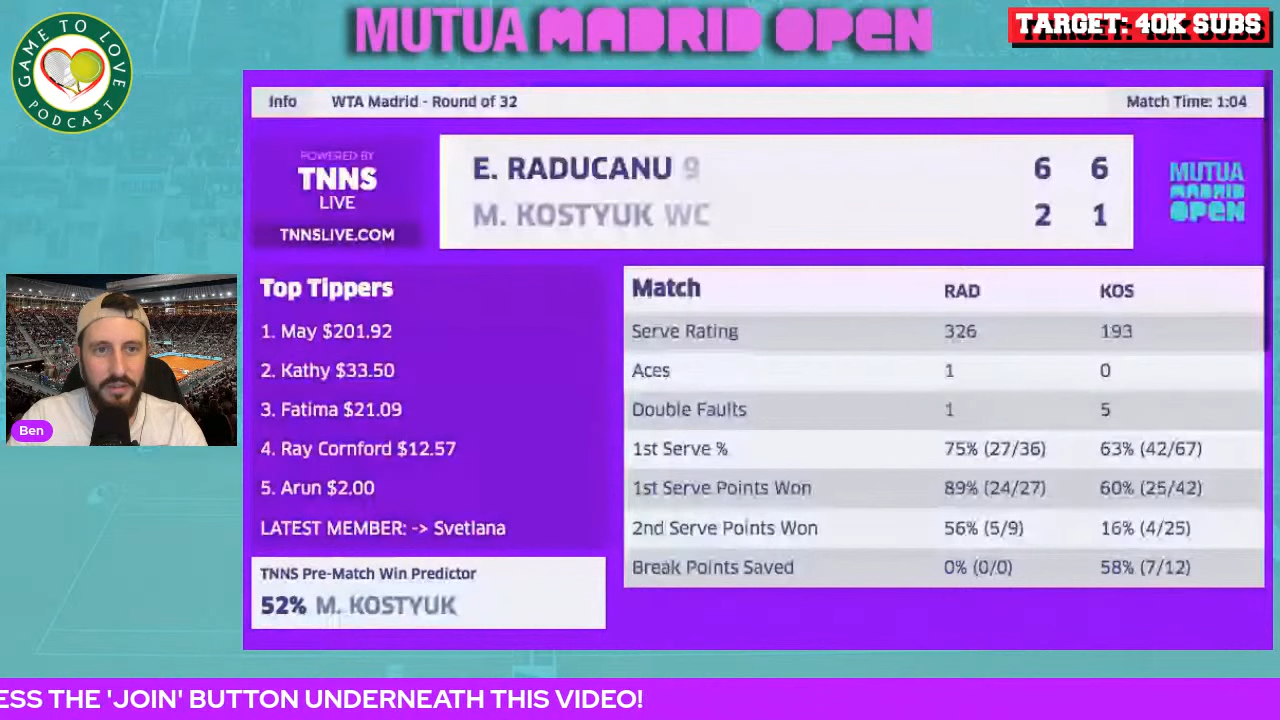 GAME TO LOVE
PODCAST
MUTUA MADRID OPEN
TARGET: 40K SUBS
Info WTA Madrid - Round of 32 Match Time: 1:04
POWERED BY
TNNS
LIVE
TNNSLIVE.COM
E. RADUCANU 9 6 6
M. KOSTYUK WC 2 1
MUTUA
MADRID
OPEN
Top Tippers
1. May $201.92
2. Kathy $33.50
3. Fatima $21.09
4. Ray Cornford $12.57
5. Arun $2.00
LATEST MEMBER: -> Svetlana
TNNS Pre-Match Win Predictor
52% M. KOSTYUK
Match RAD KOS
Serve Rating 326 193
Aces 1 0
Double Faults 1 5
1st Serve % 75% (27/36) 63% (42/67)
1st Serve Points Won 89% (24/27) 60% (25/42)
2nd Serve Points Won 56% (5/9) 16% (4/25)
Break Points Saved 0% (0/0) 58% (7/12)
Ben
ESS THE 'JOIN' BUTTON UNDERNEATH THIS VIDEO!